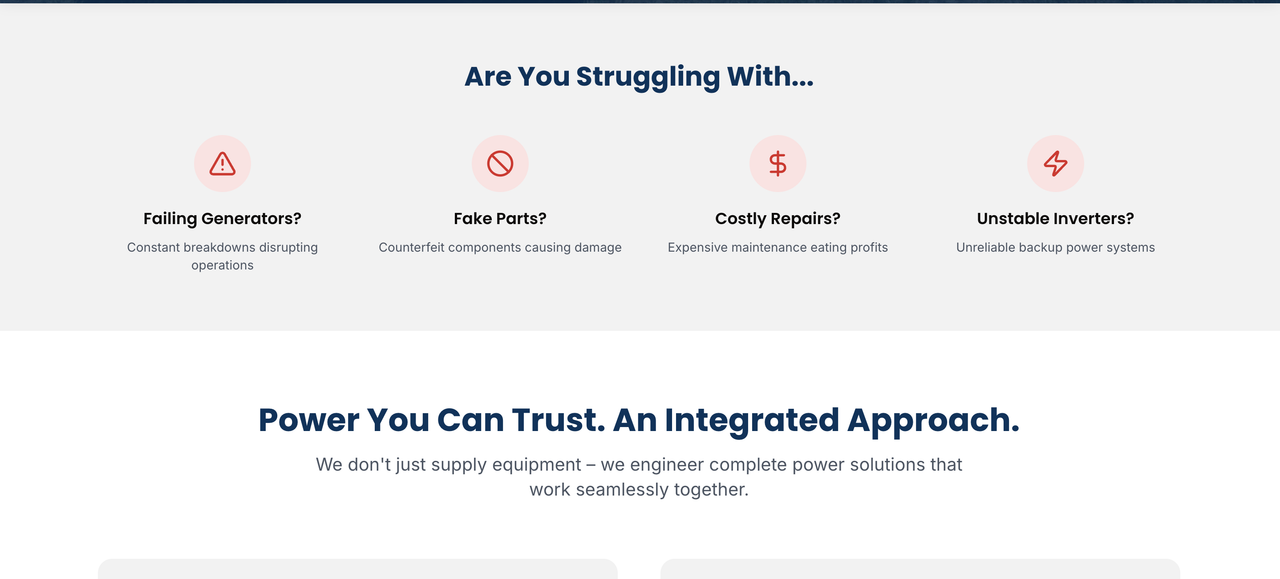 Are You Struggling With...
Failing Generators?
Constant breakdowns disrupting
operations
Fake Parts?
Counterfeit components causing damage
Costly Repairs?
Expensive maintenance eating profits
Unstable Inverters?
Unreliable backup power systems
Power You Can Trust. An Integrated Approach.
We don't just supply equipment – we engineer complete power solutions that
work seamlessly together.